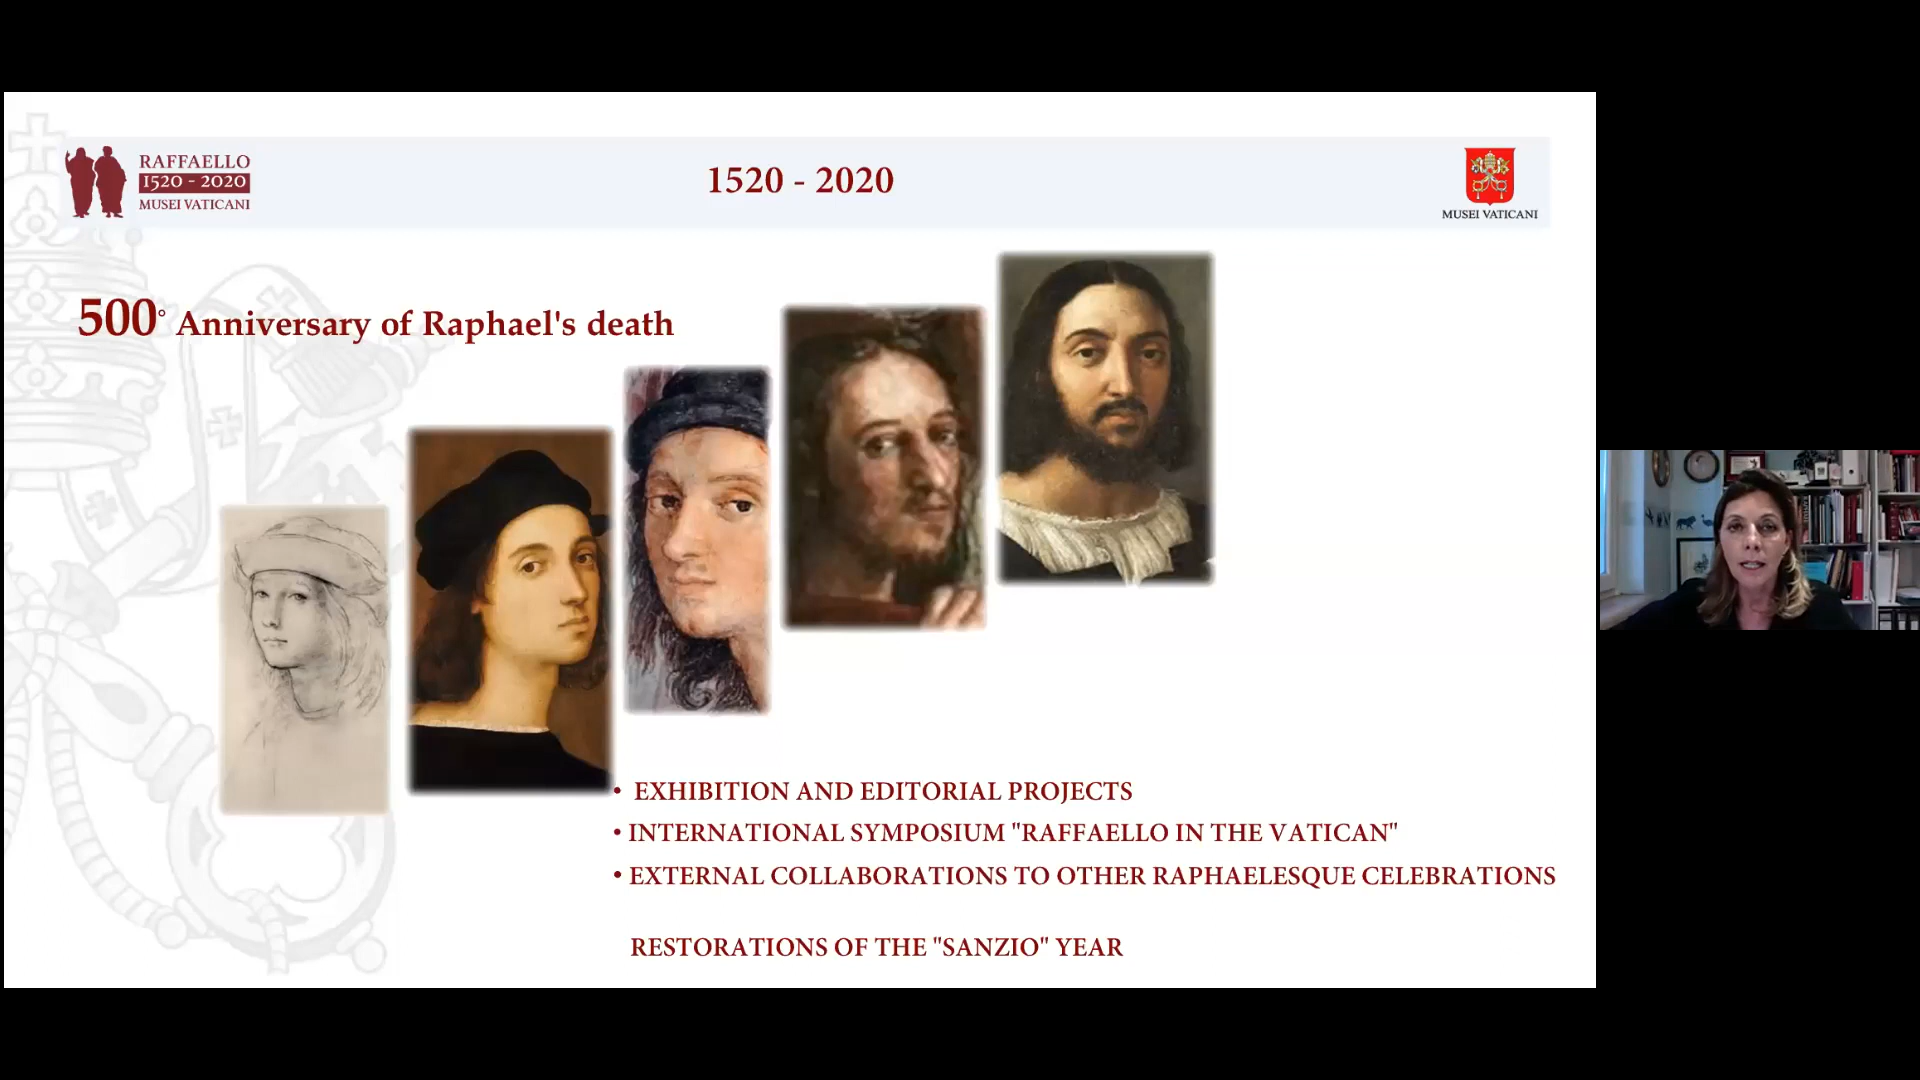 RAFFAELLO
1520 - 2020
MUSEI VATICANI
1520 - 2020
MUSEI VATICANI
500° Anniversary of Raphael's death
• EXHIBITION AND EDITORIAL PROJECTS
• INTERNATIONAL SYMPOSIUM "RAFFAELLO IN THE VATICAN"
• EXTERNAL COLLABORATIONS TO OTHER RAPHAELESQUE CELEBRATIONS
RESTORATIONS OF THE "SANZIO" YEAR